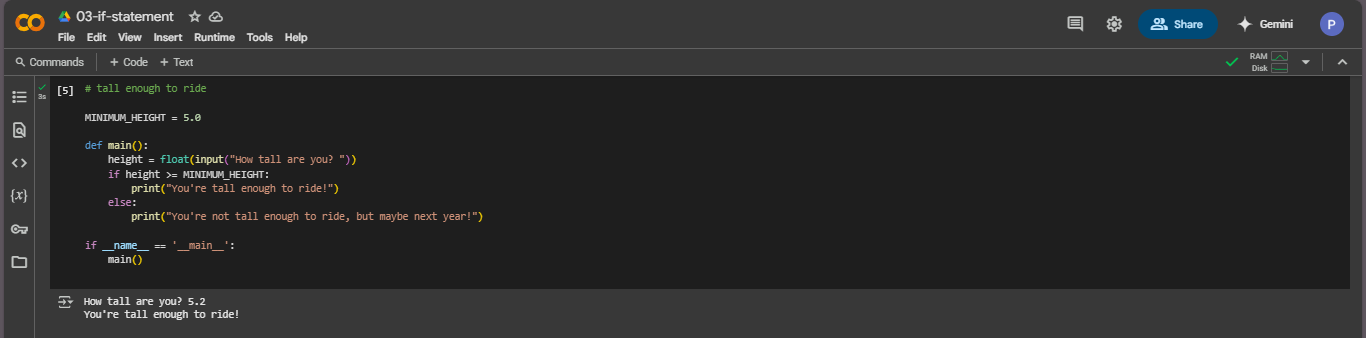 03-if-statement
File Edit View Insert Runtime Tools Help
Share
Gemini
P
Commands + Code + Text
RAM
Disk
3s
[5] # tall enough to ride
MINIMUM_HEIGHT = 5.0
def main():
    height = float(input("How tall are you? "))
    if height >= MINIMUM_HEIGHT:
        print("You're tall enough to ride!")
    else:
        print("You're not tall enough to ride, but maybe next year!")
if __name__ == '__main__':
    main()
{x}
How tall are you? 5.2
You're tall enough to ride!